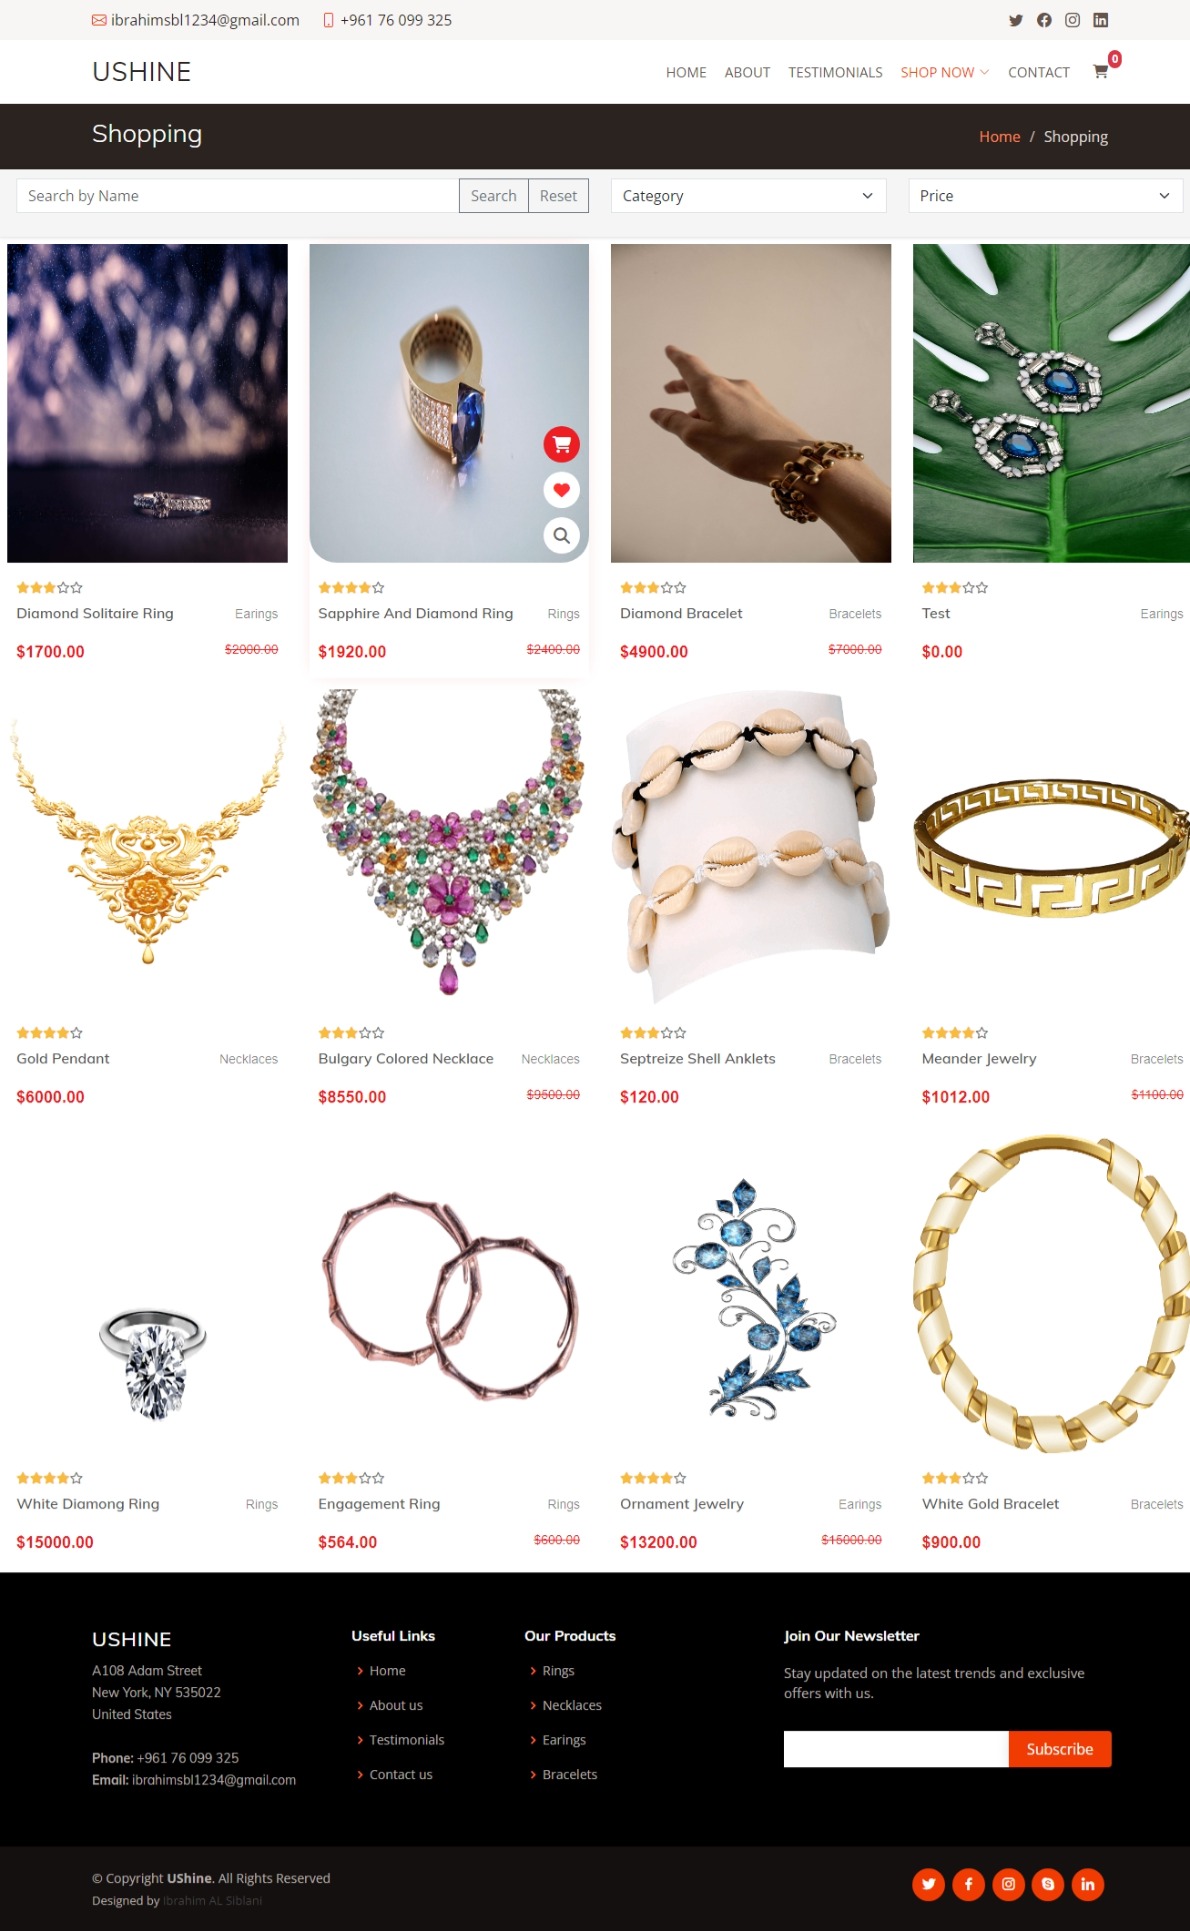 ibrahimsbl1234@gmail.com +961 76 099 325
USHINE HOME ABOUT TESTIMONIALS SHOP NOW CONTACT 0
Shopping Home / Shopping
Search by Name Search Reset Category Price
Diamond Solitaire Ring Earings
$1700.00 $2000.00
Sapphire And Diamond Ring Rings
$1920.00 $2400.00
Diamond Bracelet Bracelets
$4900.00 $7000.00
Test Earings
$0.00
Gold Pendant Necklaces
$6000.00
Bulgary Colored Necklace Necklaces
$8550.00 $9500.00
Septreize Shell Anklets Bracelets
$120.00
Meander Jewelry Bracelets
$1012.00 $1100.00
White Diamong Ring Rings
$15000.00
Engagement Ring Rings
$564.00 $600.00
Ornament Jewelry Earings
$13200.00 $15000.00
White Gold Bracelet Bracelets
$900.00
USHINE
A108 Adam Street
New York, NY 535022
United States
Phone: +961 76 099 325
Email: ibrahimsbl1234@gmail.com
Useful Links
Home
About us
Testimonials
Contact us
Our Products
Rings
Necklaces
Earings
Bracelets
Join Our Newsletter
Stay updated on the latest trends and exclusive
offers with us.
Subscribe
© Copyright UShine. All Rights Reserved
Designed by Ibrahim AL Siblani